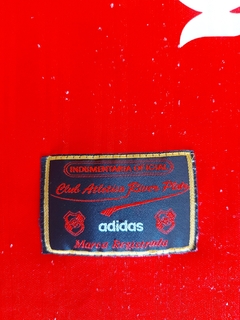 INDUMENTARIA OFICIAL
Club Atlético River Plate
adidas
Marca Registrada